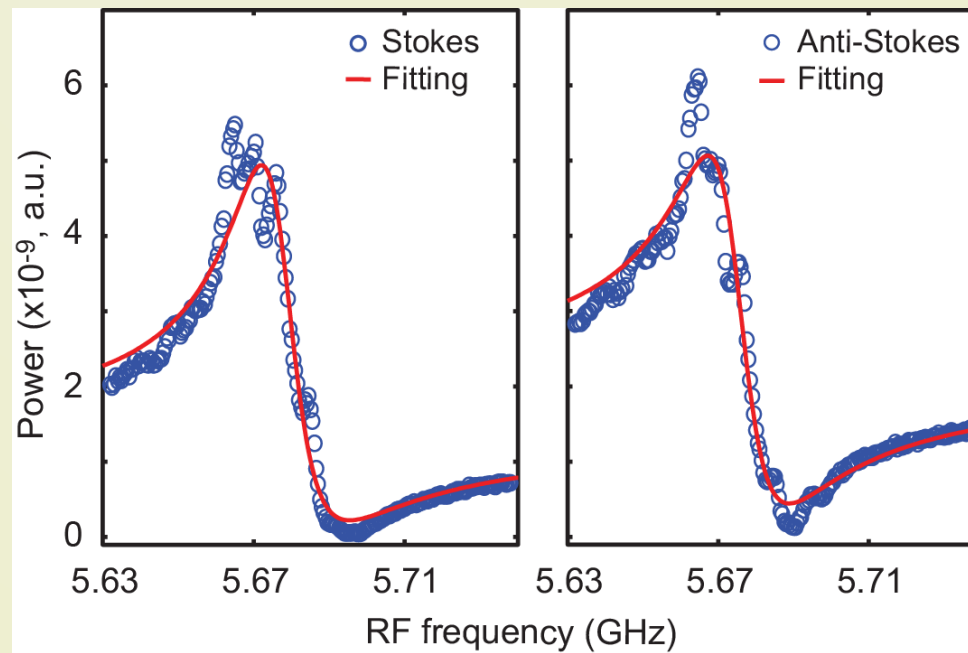 Stokes
Fitting
Anti-Stokes
Fitting
Power (x10-9, a.u.)
6
4
2
0
5.63
5.67
5.71
5.63
5.67
5.71
RF frequency (GHz)